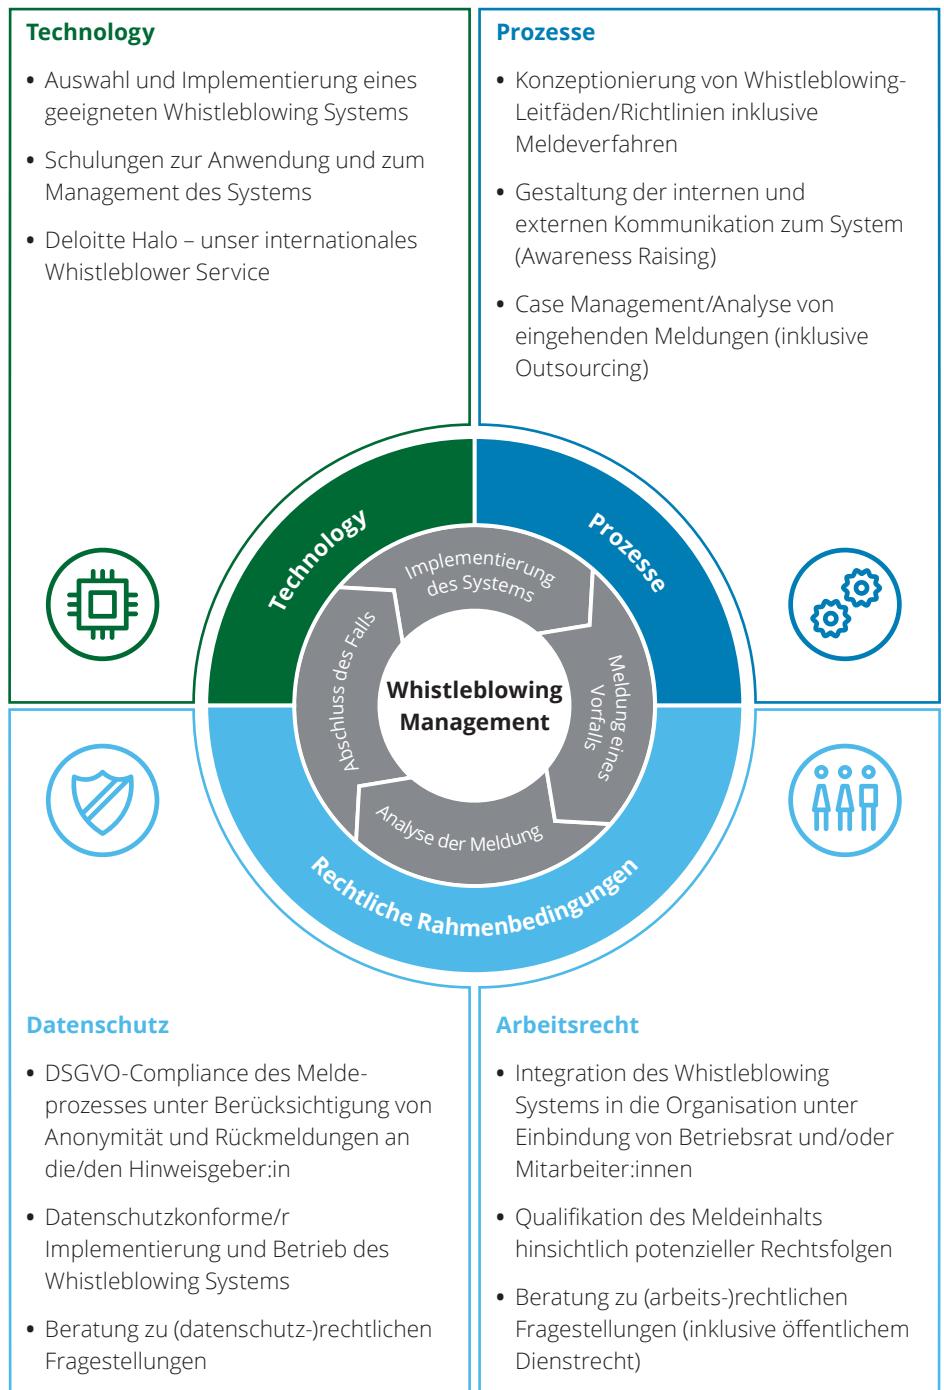 Technology
• Auswahl und Implementierung eines
geeigneten Whistleblowing Systems
• Schulungen zur Anwendung und zum
Management des Systems
• Deloitte Halo – unser internationales
Whistleblower Service
Prozesse
• Konzeptionierung von Whistleblowing-
Leitfäden/Richtlinien inklusive
Meldeverfahren
• Gestaltung der internen und
externen Kommunikation zum System
(Awareness Raising)
• Case Management/Analyse von
eingehenden Meldungen (inklusive
Outsourcing)
Technology
Prozesse
Rechtliche Rahmenbedingungen
Implementierung
des Systems
Meldung eines
Vorfalls
Analyse der Meldung
Abschluss des Falls
Whistleblowing
Management
Datenschutz
• DSGVO-Compliance des Melde-
prozesses unter Berücksichtigung von
Anonymität und Rückmeldungen an
die/den Hinweisgeber:in
• Datenschutzkonforme/r
Implementierung und Betrieb des
Whistleblowing Systems
• Beratung zu (datenschutz-)rechtlichen
Fragestellungen
Arbeitsrecht
• Integration des Whistleblowing
Systems in die Organisation unter
Einbindung von Betriebsrat und/oder
Mitarbeiter:innen
• Qualifikation des Meldeinhalts
hinsichtlich potenzieller Rechtsfolgen
• Beratung zu (arbeits-)rechtlichen
Fragestellungen (inklusive öffentlichem
Dienstrecht)